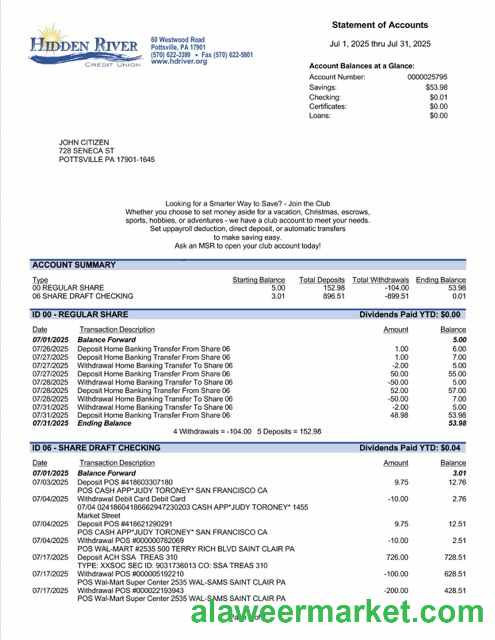 HIDDEN RIVER
CREDIT UNION
60 Westwood Road
Pottsville, PA 17901
(570) 622-3399 • Fax (570) 622-5801
www.hdriver.org
Statement of Accounts
Jul 1, 2025 thru Jul 31, 2025
Account Balances at a Glance:
Account Number: 0000025795
Savings: $53.98
Checking: $0.01
Certificates: $0.00
Loans: $0.00
JOHN CITIZEN
728 SENECA ST
POTTSVILLE PA 17901-1645
Looking for a Smarter Way to Save? - Join the Club
Whether you choose to set money aside for a vacation, Christmas, escrows,
sports, hobbies, or adventures - we have a club account to meet your needs.
Set uppayroll deduction, direct deposit, or automatic transfers
to make saving easy.
Ask an MSR to open your club account today!
ACCOUNT SUMMARY
Type Starting Balance Total Deposits Total Withdrawals Ending Balance
00 REGULAR SHARE 5.00 152.98 -104.00 53.98
06 SHARE DRAFT CHECKING 3.01 896.51 -899.51 0.01
ID 00 - REGULAR SHARE Dividends Paid YTD: $0.00
Date Transaction Description Amount Balance
07/01/2025 Balance Forward 5.00
07/26/2025 Deposit Home Banking Transfer From Share 06 1.00 6.00
07/27/2025 Deposit Home Banking Transfer From Share 06 1.00 7.00
07/27/2025 Withdrawal Home Banking Transfer To Share 06 -2.00 5.00
07/27/2025 Deposit Home Banking Transfer From Share 06 50.00 55.00
07/28/2025 Withdrawal Home Banking Transfer To Share 06 -50.00 5.00
07/28/2025 Deposit Home Banking Transfer From Share 06 52.00 57.00
07/28/2025 Withdrawal Home Banking Transfer To Share 06 -50.00 7.00
07/31/2025 Withdrawal Home Banking Transfer To Share 06 -2.00 5.00
07/31/2025 Deposit Home Banking Transfer From Share 06 48.98 53.98
07/31/2025 Ending Balance 53.98
4 Withdrawals = -104.00 5 Deposits = 152.98
ID 06 - SHARE DRAFT CHECKING Dividends Paid YTD: $0.04
Date Transaction Description Amount Balance
07/01/2025 Balance Forward 3.01
07/03/2025 Deposit POS #418603307180 9.75 12.76
POS CASH APP*JUDY TORONEY* SAN FRANCISCO CA
07/04/2025 Withdrawal Debit Card Debit Card -10.00 2.76
07/04 02418604186662947230203 CASH APP*JUDY TORONEY* 1455
Market Street
07/04/2025 Deposit POS #418621290291 9.75 12.51
POS CASH APP*JUDY TORONEY* SAN FRANCISCO CA
07/04/2025 Withdrawal POS #000000782069 -10.00 2.51
POS WAL-MART #2535 500 TERRY RICH BLVD SAINT CLAIR PA
07/17/2025 Deposit ACH SSA TREAS 310 726.00 728.51
TYPE: XXSOC SEC ID: 9031736013 CO: SSA TREAS 310
07/17/2025 Withdrawal POS #000005192210 -100.00 628.51
POS Wal-Mart Super Center 2535 WAL-SAMS SAINT CLAIR PA
07/17/2025 Withdrawal POS #000022193943 -200.00 428.51
POS Wal-Mart Super Center 2535 WAL-SAMS SAINT CLAIR PA
alaweermarket.com